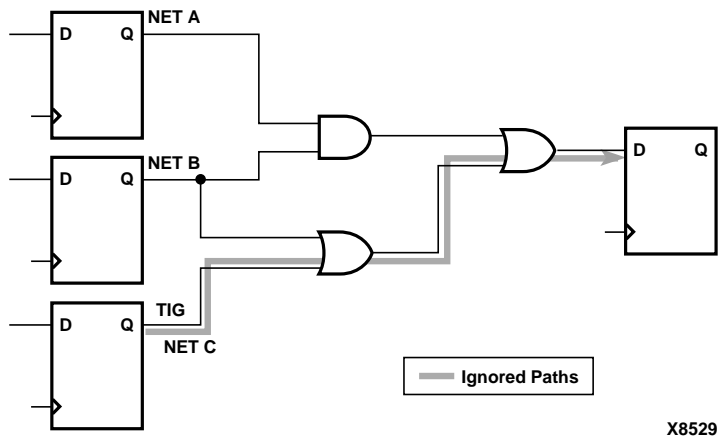 NET A
D Q
NET B
D Q
D Q
TIG
D Q
NET C
Ignored Paths
X8529